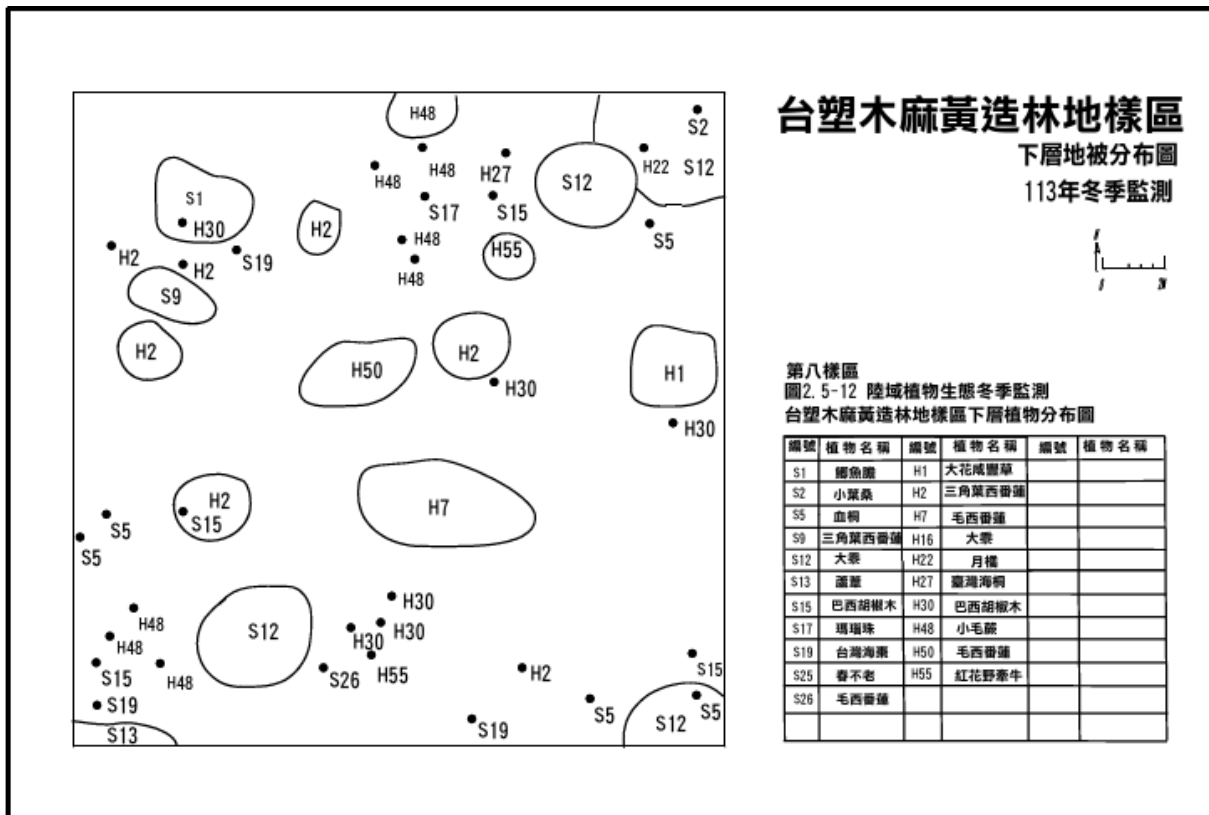 台塑木麻黃造林地樣區
下層地被分布圖
113年冬季監測
N
0 2M
H48
S2
H48 H48 H27 S12 H22 S12
S1
S17 S15
H30 H2 S5
H2 S19 H48 H55
H2 H48
S9
H2 H50 H2 H1
H30
H30
H2 H7
S15
S5
S5
H30
H48 S12 H30 H30
H48
S15 H48 S26 H55 H2 S15
S19 S5 S5
S13 S19 S12
第八樣區
圖2.5-12 陸域植物生態冬季監測
台塑木麻黃造林地樣區下層植物分布圖
編號 植物名稱 編號 植物名稱 編號 植物名稱
S1 鯽魚膽 H1 大花咸豐草
S2 小葉桑 H2 三角葉西番蓮
S5 血桐 H7 毛西番蓮
S9 三角葉西番蓮 H16 大黍
S12 大黍 H22 月橘
S13 蘆葦 H27 臺灣海桐
S15 巴西胡椒木 H30 巴西胡椒木
S17 瑪瑙珠 H48 小毛蕨
S19 台灣海棗 H50 毛西番蓮
S25 春不老 H55 紅花野牽牛
S26 毛西番蓮